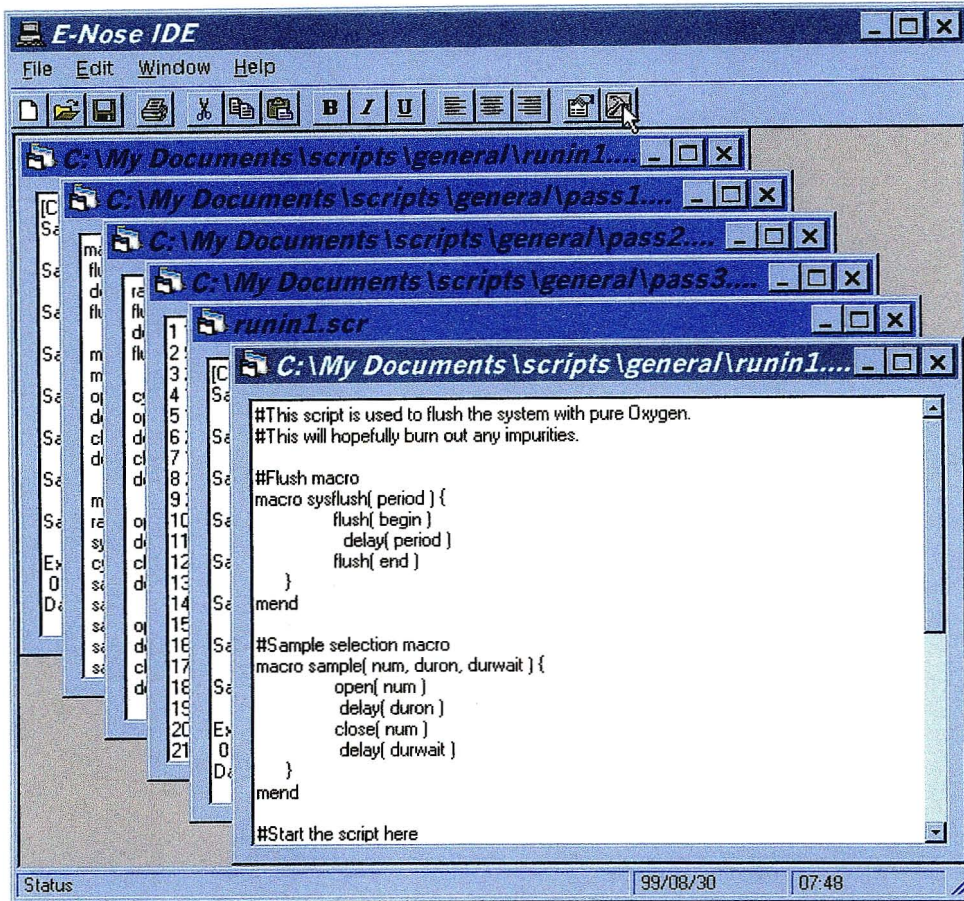 E-Nose IDE
File Edit Window Help
B I U
C:\My Documents\scripts\general\runin1....
C:\My Documents\scripts\general\pass1....
C:\My Documents\scripts\general\pass2....
C:\My Documents\scripts\general\pass3....
runin1.scr
C:\My Documents\scripts\general\runin1....
#This script is used to flush the system with pure Oxygen.
#This will hopefully burn out any impurities.
#Flush macro
macro sysflush( period ) {
flush( begin )
delay( period )
flush( end )
}
mend
#Sample selection macro
macro sample( num, duron, durwait ) {
open( num )
delay( duron )
close( num )
delay( durwait )
}
mend
#Start the script here
Status 99/08/30 07:48